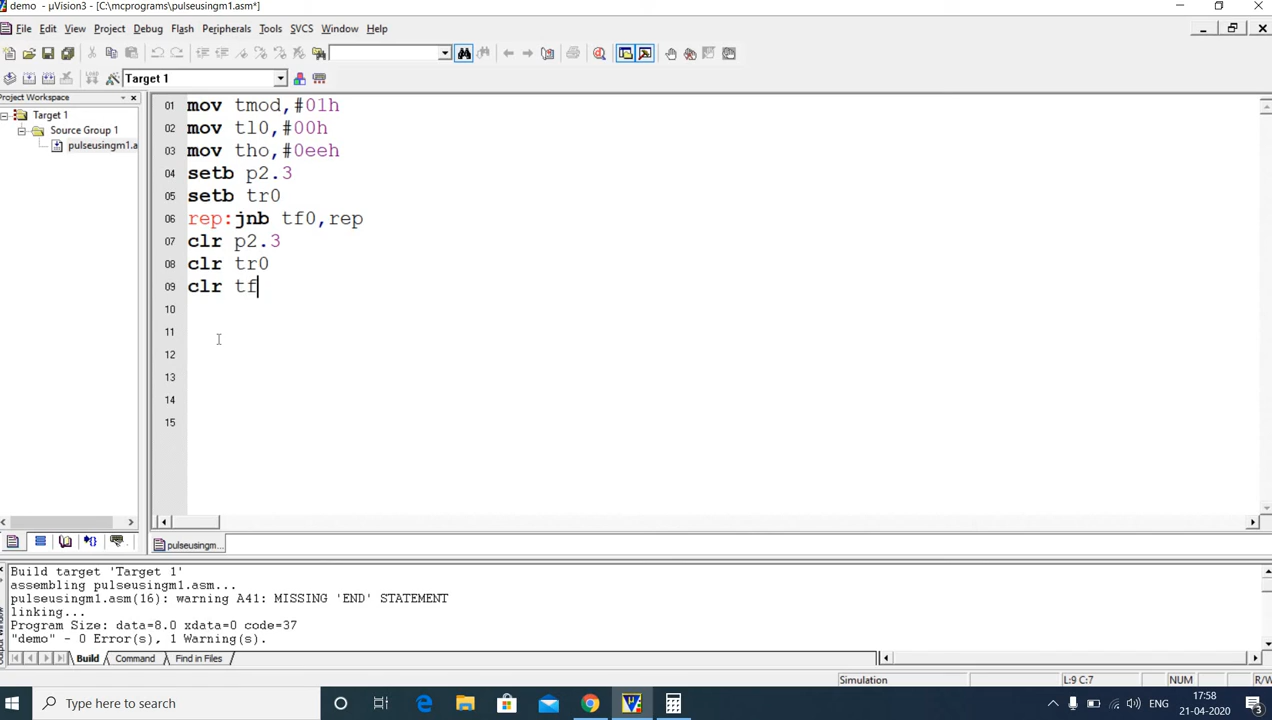 demo - µVision3 - [C:\mcprograms\pulseusingm1.asm*]
File Edit View Project Debug Flash Peripherals Tools SVCS Window Help
Target 1
Project Workspace
Target 1
Source Group 1
pulseusingm1.a
01 mov tmod,#01h
02 mov tl0,#00h
03 mov tho,#0eeh
04 setb p2.3
05 setb tr0
06 rep:jnb tf0,rep
07 clr p2.3
08 clr tr0
09 clr tf
10
11
12
13
14
15
pulseusingm...
Build target 'Target 1'
assembling pulseusingm1.asm...
pulseusingm1.asm(16): warning A41: MISSING 'END' STATEMENT
linking...
Program Size: data=8.0 xdata=0 code=37
"demo" - 0 Error(s), 1 Warning(s).
Build Command Find in Files
Simulation L:9 C:7 NUM R/W
Type here to search
ENG
17:58
21-04-2020
3